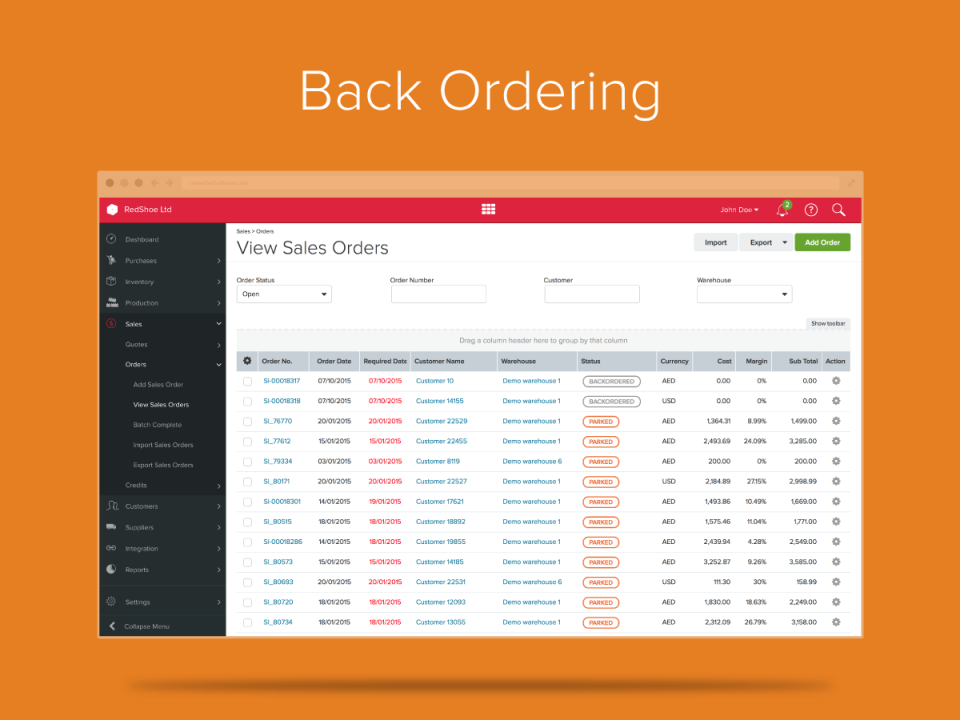 Back Ordering
RedShoe Ltd
John Doe
2
Dashboard
Purchases
Inventory
Production
Sales
Quotes
Orders
Add Sales Order
View Sales Orders
Batch Complete
Import Sales Orders
Export Sales Orders
Credits
Customers
Suppliers
Integration
Reports
Settings
Collapse Menu
Sales > Orders
View Sales Orders
Import Export Add Order
Order Status Order Number Customer Warehouse
Open
Show toolbar
Drag a column header here to group by that column
Order No. Order Date Required Date Customer Name Warehouse Status Currency Cost Margin Sub Total Action
SI-00018317 07/10/2015 07/10/2015 Customer 10 Demo warehouse 1 BACKORDERED AED 0.00 0% 0.00
SI-00018318 07/10/2015 07/10/2015 Customer 14155 Demo warehouse 1 BACKORDERED USD 0.00 0% 0.00
SI_76770 20/01/2015 20/01/2015 Customer 22529 Demo warehouse 1 PARKED AED 1,364.31 8.99% 1,499.00
SI_77612 15/01/2015 15/01/2015 Customer 22455 Demo warehouse 1 PARKED AED 2,493.69 24.09% 3,285.00
SI_79334 03/01/2015 03/01/2015 Customer 8119 Demo warehouse 6 PARKED AED 200.00 0% 200.00
SI_80171 20/01/2015 20/01/2015 Customer 22527 Demo warehouse 1 PARKED USD 2,184.89 27.15% 2,998.99
SI-00018301 14/01/2015 19/01/2015 Customer 17621 Demo warehouse 1 PARKED AED 1,493.86 10.49% 1,669.00
SI_80515 18/01/2015 18/01/2015 Customer 18892 Demo warehouse 1 PARKED AED 1,575.46 11.04% 1,771.00
SI-00018286 14/01/2015 18/01/2015 Customer 19855 Demo warehouse 1 PARKED AED 2,439.94 4.28% 2,549.00
SI_80573 15/01/2015 15/01/2015 Customer 14185 Demo warehouse 1 PARKED AED 3,252.87 9.26% 3,585.00
SI_80693 20/01/2015 20/01/2015 Customer 22531 Demo warehouse 6 PARKED USD 111.30 30% 158.99
SI_80720 18/01/2015 18/01/2015 Customer 12093 Demo warehouse 1 PARKED AED 1,830.00 18.63% 2,249.00
SI_80734 18/01/2015 18/01/2015 Customer 13055 Demo warehouse 1 PARKED AED 2,312.09 26.79% 3,158.00